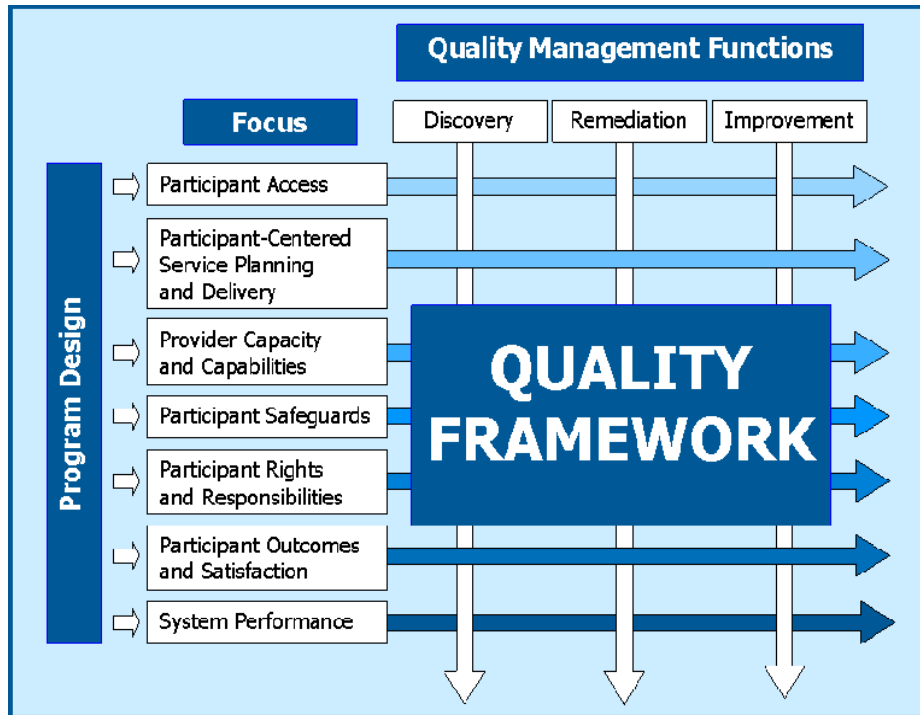 Quality Management Functions
Focus
Discovery
Remediation
Improvement
Program Design
Participant Access
Participant-Centered
Service Planning
and Delivery
Provider Capacity
and Capabilities
Participant Safeguards
Participant Rights
and Responsibilities
Participant Outcomes
and Satisfaction
System Performance
QUALITY
FRAMEWORK